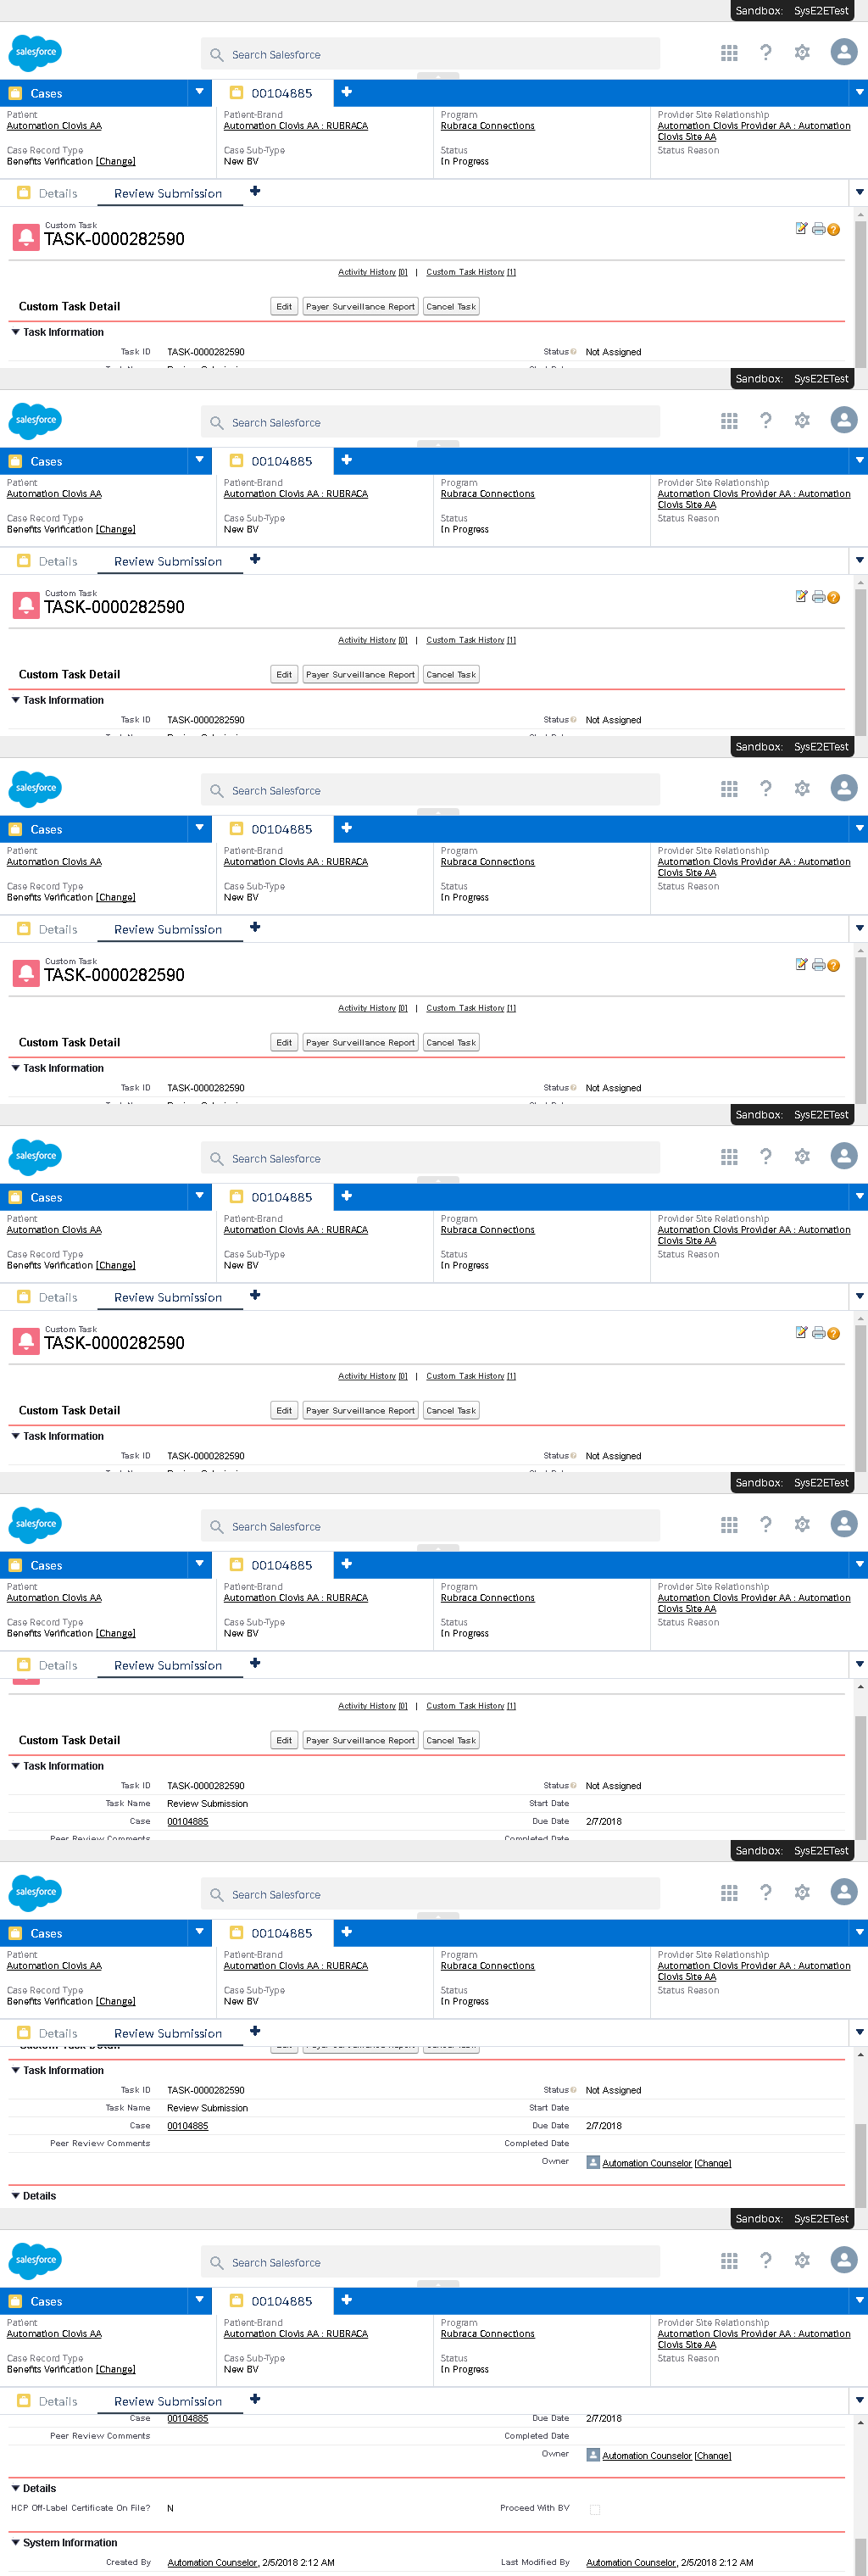 Sandbox: SysE2ETest
salesforce
Search Salesforce
Cases
00104885
Patient
Patient-Brand
Program
Provider Site Relationship
Automation Clovis AA
Automation Clovis AA : RUBRACA
Rubraca Connections
Automation Clovis Provider AA : Automation
Clovis Site AA
Case Record Type
Case Sub-Type
Status
Status Reason
Benefits Verification [Change]
New BV
In Progress
Details
Review Submission
Custom Task
TASK-0000282590
Activity History [0] | Custom Task History [1]
Custom Task Detail
Edit
Payer Surveillance Report
Cancel Task
Task Information
Task ID TASK-0000282590
Status Not Assigned
Sandbox: SysE2ETest
salesforce
Search Salesforce
Cases
00104885
Patient
Patient-Brand
Program
Provider Site Relationship
Automation Clovis AA
Automation Clovis AA : RUBRACA
Rubraca Connections
Automation Clovis Provider AA : Automation
Clovis Site AA
Case Record Type
Case Sub-Type
Status
Status Reason
Benefits Verification [Change]
New BV
In Progress
Details
Review Submission
Custom Task
TASK-0000282590
Activity History [0] | Custom Task History [1]
Custom Task Detail
Edit
Payer Surveillance Report
Cancel Task
Task Information
Task ID TASK-0000282590
Status Not Assigned
Sandbox: SysE2ETest
salesforce
Search Salesforce
Cases
00104885
Patient
Patient-Brand
Program
Provider Site Relationship
Automation Clovis AA
Automation Clovis AA : RUBRACA
Rubraca Connections
Automation Clovis Provider AA : Automation
Clovis Site AA
Case Record Type
Case Sub-Type
Status
Status Reason
Benefits Verification [Change]
New BV
In Progress
Details
Review Submission
Custom Task
TASK-0000282590
Activity History [0] | Custom Task History [1]
Custom Task Detail
Edit
Payer Surveillance Report
Cancel Task
Task Information
Task ID TASK-0000282590
Status Not Assigned
Sandbox: SysE2ETest
salesforce
Search Salesforce
Cases
00104885
Patient
Patient-Brand
Program
Provider Site Relationship
Automation Clovis AA
Automation Clovis AA : RUBRACA
Rubraca Connections
Automation Clovis Provider AA : Automation
Clovis Site AA
Case Record Type
Case Sub-Type
Status
Status Reason
Benefits Verification [Change]
New BV
In Progress
Details
Review Submission
Custom Task
TASK-0000282590
Activity History [0] | Custom Task History [1]
Custom Task Detail
Edit
Payer Surveillance Report
Cancel Task
Task Information
Task ID TASK-0000282590
Status Not Assigned
Sandbox: SysE2ETest
salesforce
Search Salesforce
Cases
00104885
Patient
Patient-Brand
Program
Provider Site Relationship
Automation Clovis AA
Automation Clovis AA : RUBRACA
Rubraca Connections
Automation Clovis Provider AA : Automation
Clovis Site AA
Case Record Type
Case Sub-Type
Status
Status Reason
Benefits Verification [Change]
New BV
In Progress
Details
Review Submission
Activity History [0] | Custom Task History [1]
Custom Task Detail
Edit
Payer Surveillance Report
Cancel Task
Task Information
Task ID TASK-0000282590
Status Not Assigned
Task Name Review Submission
Start Date
Case 00104885
Due Date 2/7/2018
Peer Review Comments
Completed Date
Sandbox: SysE2ETest
salesforce
Search Salesforce
Cases
00104885
Patient
Patient-Brand
Program
Provider Site Relationship
Automation Clovis AA
Automation Clovis AA : RUBRACA
Rubraca Connections
Automation Clovis Provider AA : Automation
Clovis Site AA
Case Record Type
Case Sub-Type
Status
Status Reason
Benefits Verification [Change]
New BV
In Progress
Details
Review Submission
Task Information
Task ID TASK-0000282590
Status Not Assigned
Task Name Review Submission
Start Date
Case 00104885
Due Date 2/7/2018
Peer Review Comments
Completed Date
Owner Automation Counselor [Change]
Details
Sandbox: SysE2ETest
salesforce
Search Salesforce
Cases
00104885
Patient
Patient-Brand
Program
Provider Site Relationship
Automation Clovis AA
Automation Clovis AA : RUBRACA
Rubraca Connections
Automation Clovis Provider AA : Automation
Clovis Site AA
Case Record Type
Case Sub-Type
Status
Status Reason
Benefits Verification [Change]
New BV
In Progress
Details
Review Submission
Case 00104885
Due Date 2/7/2018
Peer Review Comments
Completed Date
Owner Automation Counselor [Change]
Details
HCP Off-Label Certificate On File? N
Proceed With BV
System Information
Created By Automation Counselor, 2/5/2018 2:12 AM
Last Modified By Automation Counselor, 2/5/2018 2:12 AM